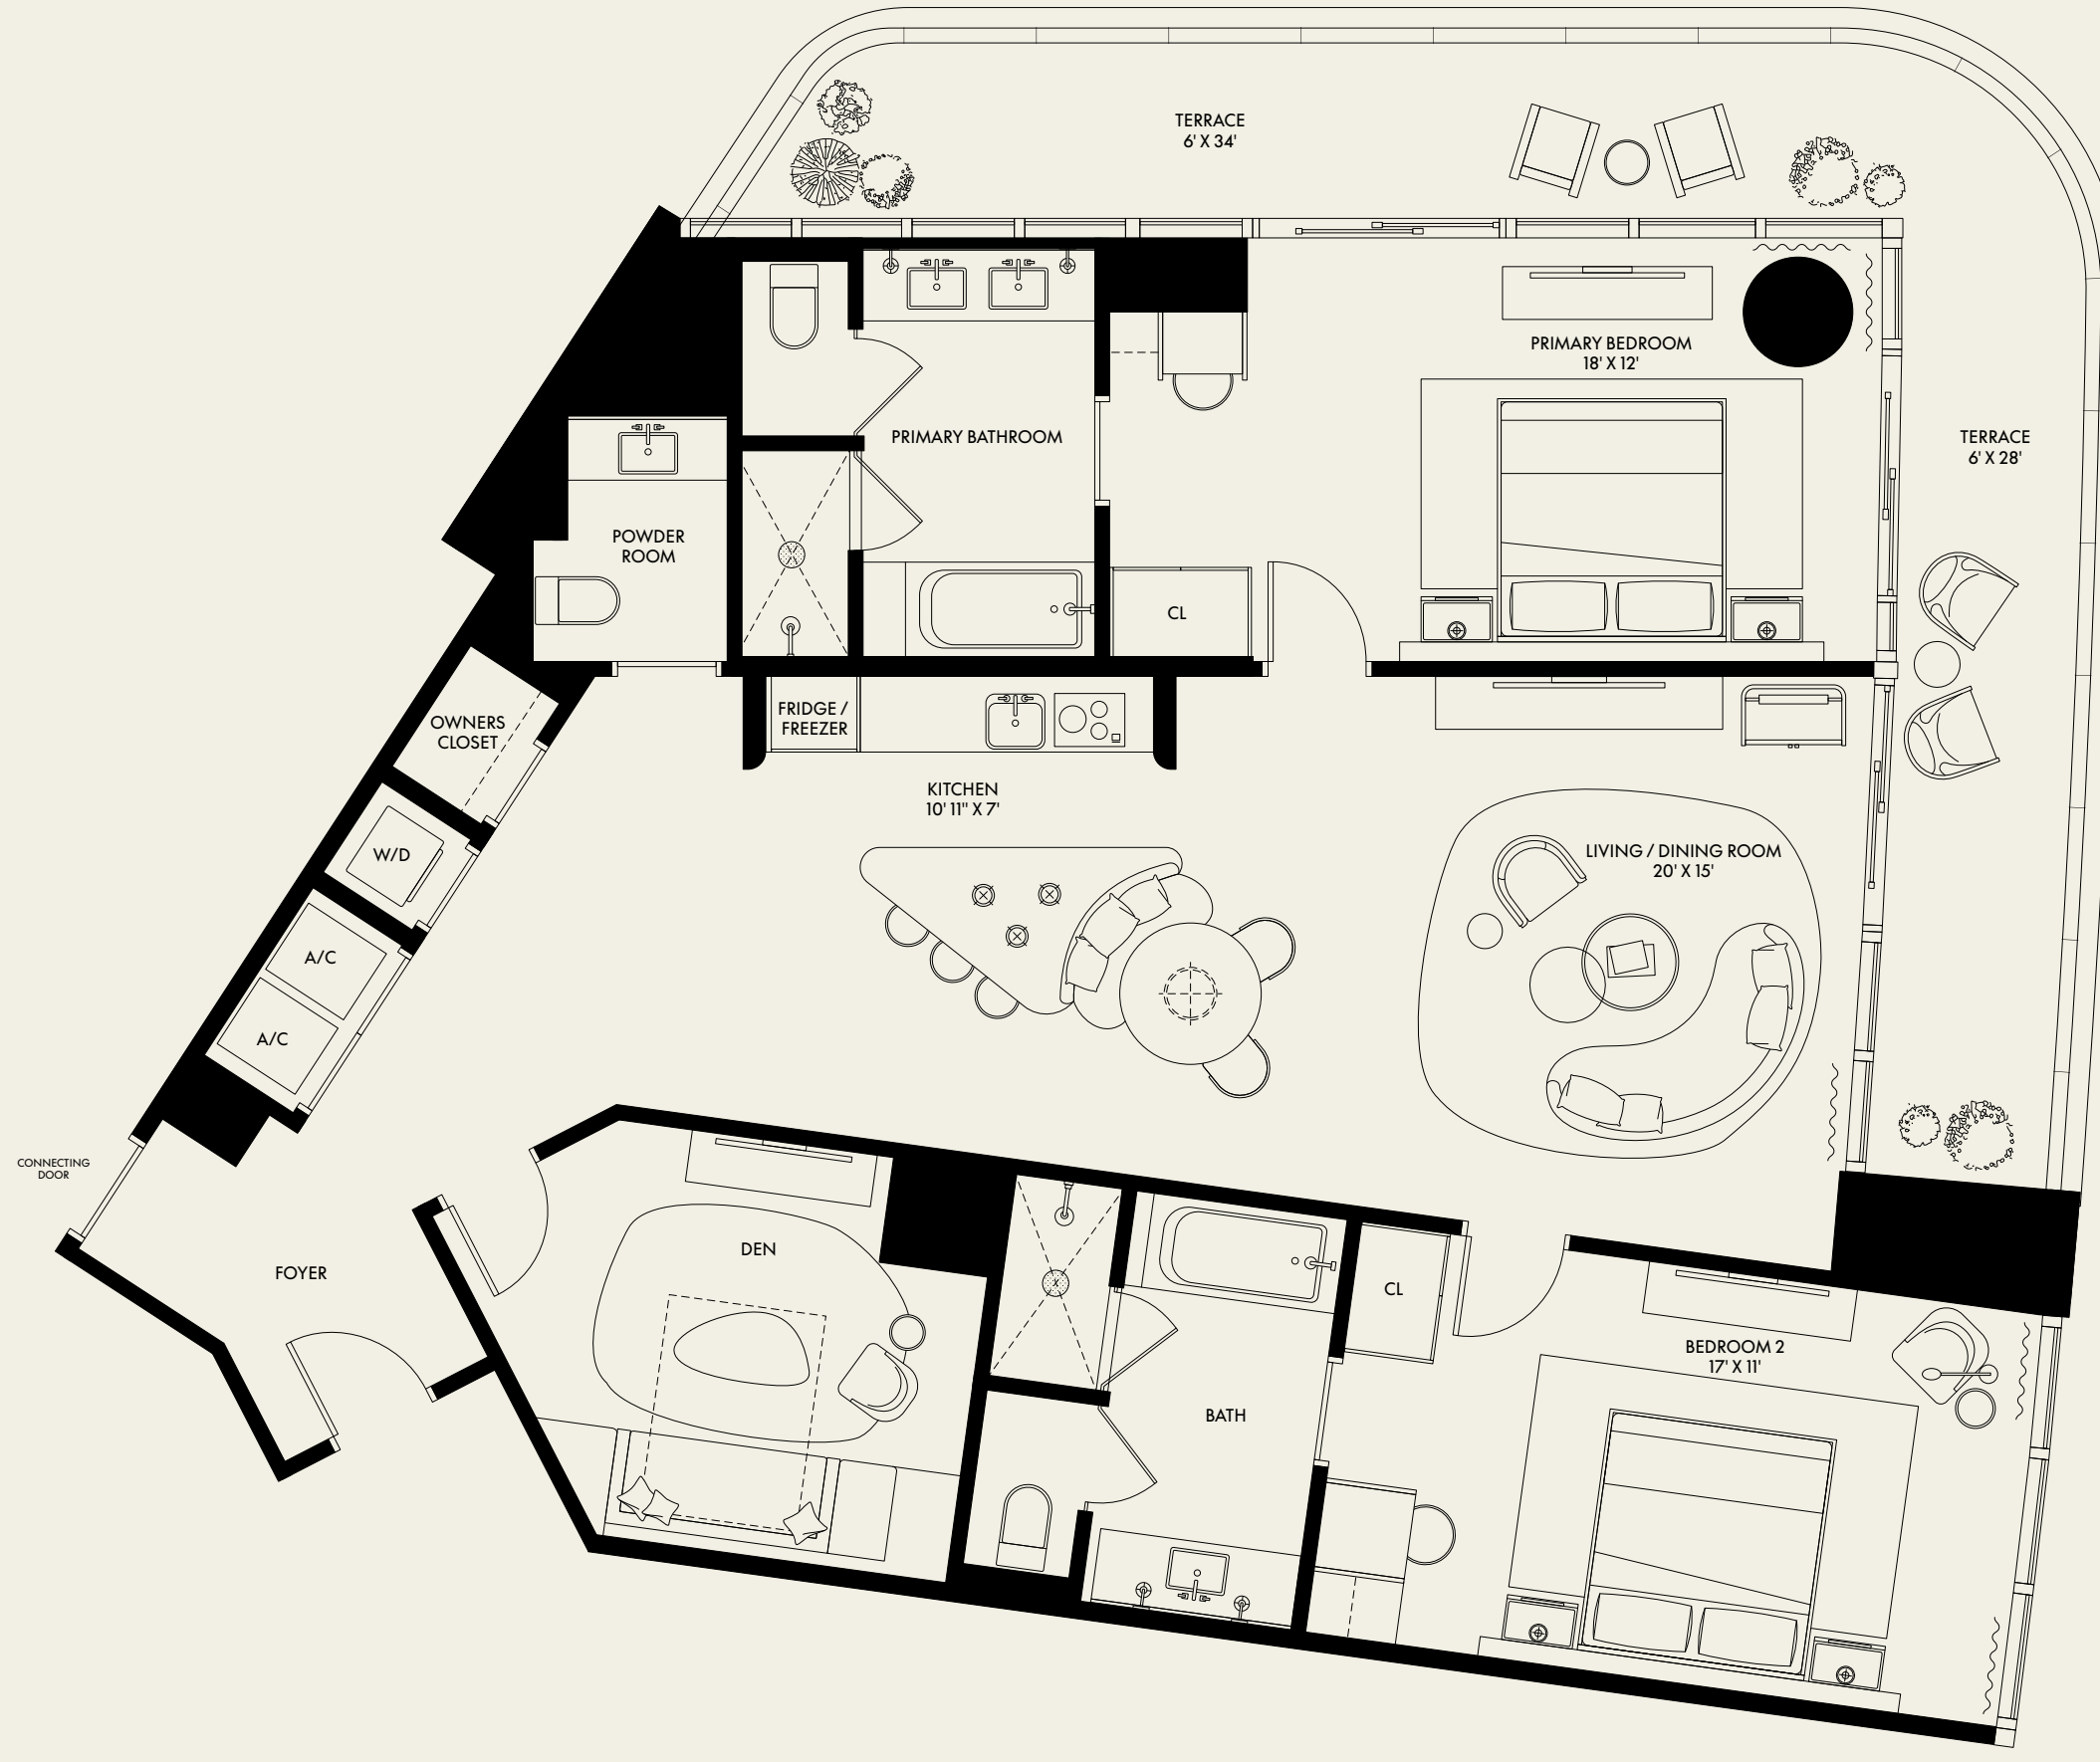 TERRACE
6' X 34'
PRIMARY BEDROOM
18' X 12'
TERRACE
6' X 28'
PRIMARY BATHROOM
POWDER
ROOM
CL
OWNERS
CLOSET
FRIDGE /
FREEZER
KITCHEN
10' 11" X 7'
W/D
LIVING / DINING ROOM
20' X 15'
A/C
A/C
CONNECTING
DOOR
FOYER
DEN
CL
BATH
BEDROOM 2
17' X 11'